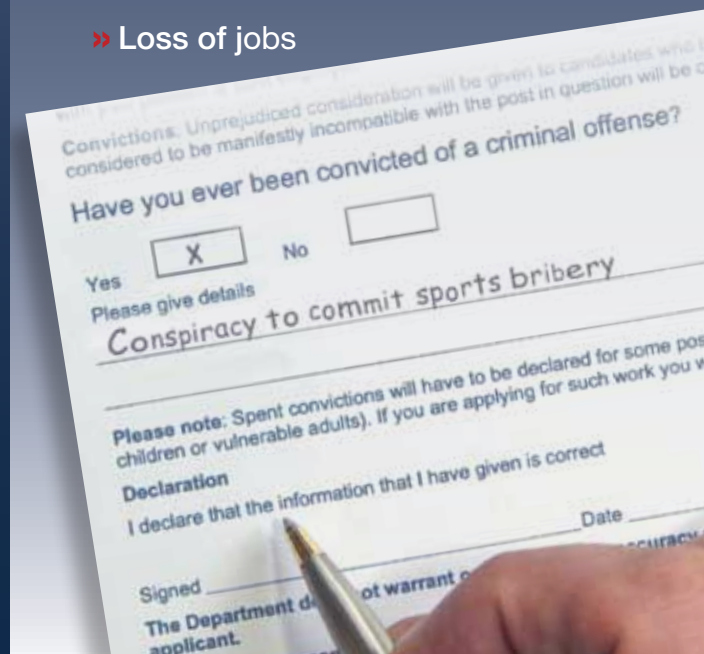 » Loss of jobs
Convictions. Unprejudiced consideration will be given to candidates who
considered to be manifestly incompatible with the post in question will be
Have you ever been convicted of a criminal offense?
Yes X No
Please give details
Conspiracy to commit sports bribery
Please note: Spent convictions will have to be declared for some
children or vulnerable adults). If you are applying for such work you
Declaration
I declare that the information that I have given is correct
Signed Date
The Department ot warrant
applicant.